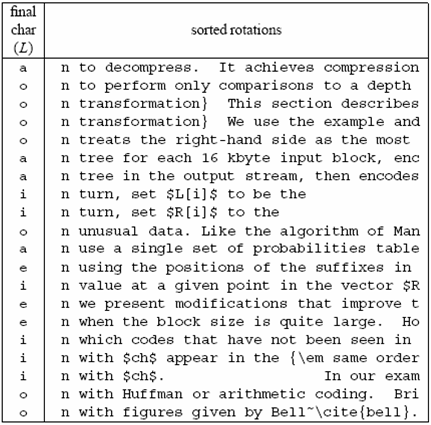 final
char
(L)
sorted rotations
a n to decompress.  It achieves compression
o n to perform only comparisons to a depth
o n transformation}  This section describes
o n transformation}  We use the example and
o n treats the right-hand side as the most
a n tree for each 16 kbyte input block, enc
a n tree in the output stream, then encodes
i n turn, set $L[i]$ to be the
i n turn, set $R[i]$ to the
o n unusual data. Like the algorithm of Man
a n use a single set of probabilities table
e n using the positions of the suffixes in
i n value at a given point in the vector $R
e n we present modifications that improve t
e n when the block size is quite large.  Ho
i n which codes that have not been seen in
i n with $ch$ appear in the {\em same order
i n with $ch$.                In our exam
o n with Huffman or arithmetic coding.  Bri
o n with figures given by Bell~\cite{bell}.